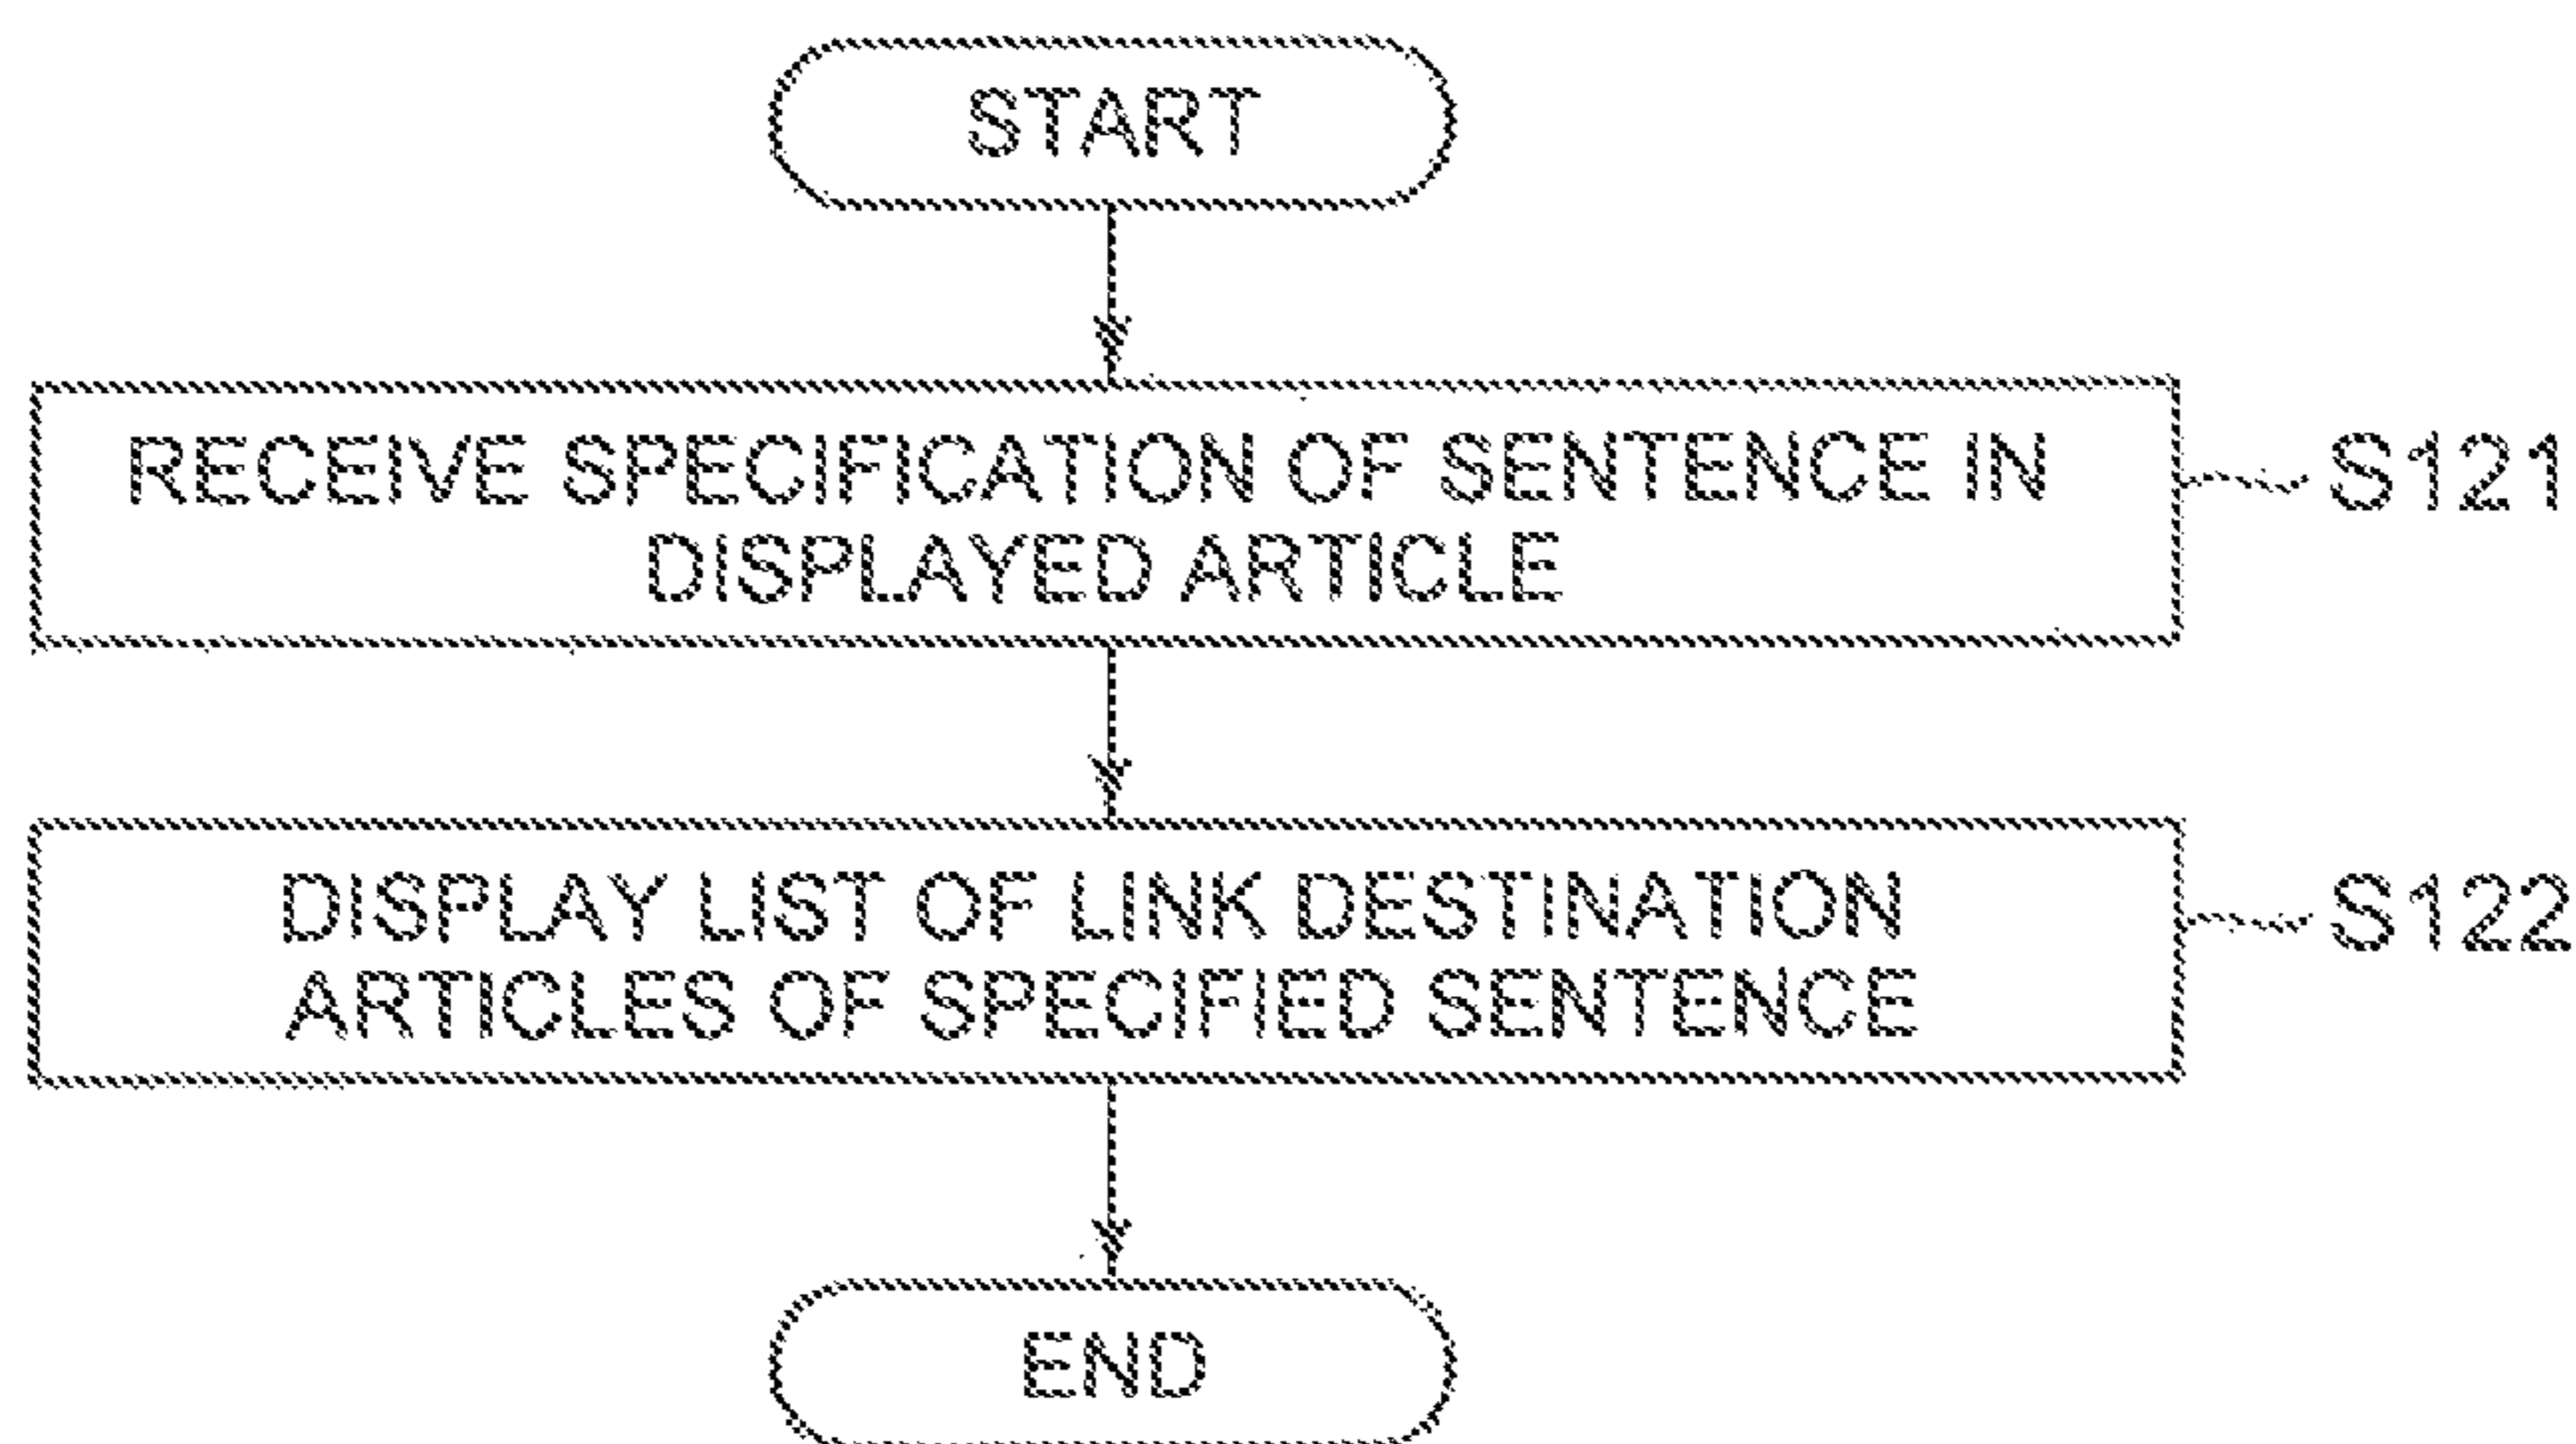 START
RECEIVE SPECIFICATION OF SENTENCE IN
DISPLAYED ARTICLE
S121
DISPLAY LIST OF LINK DESTINATION
ARTICLES OF SPECIFIED SENTENCE
S122
END